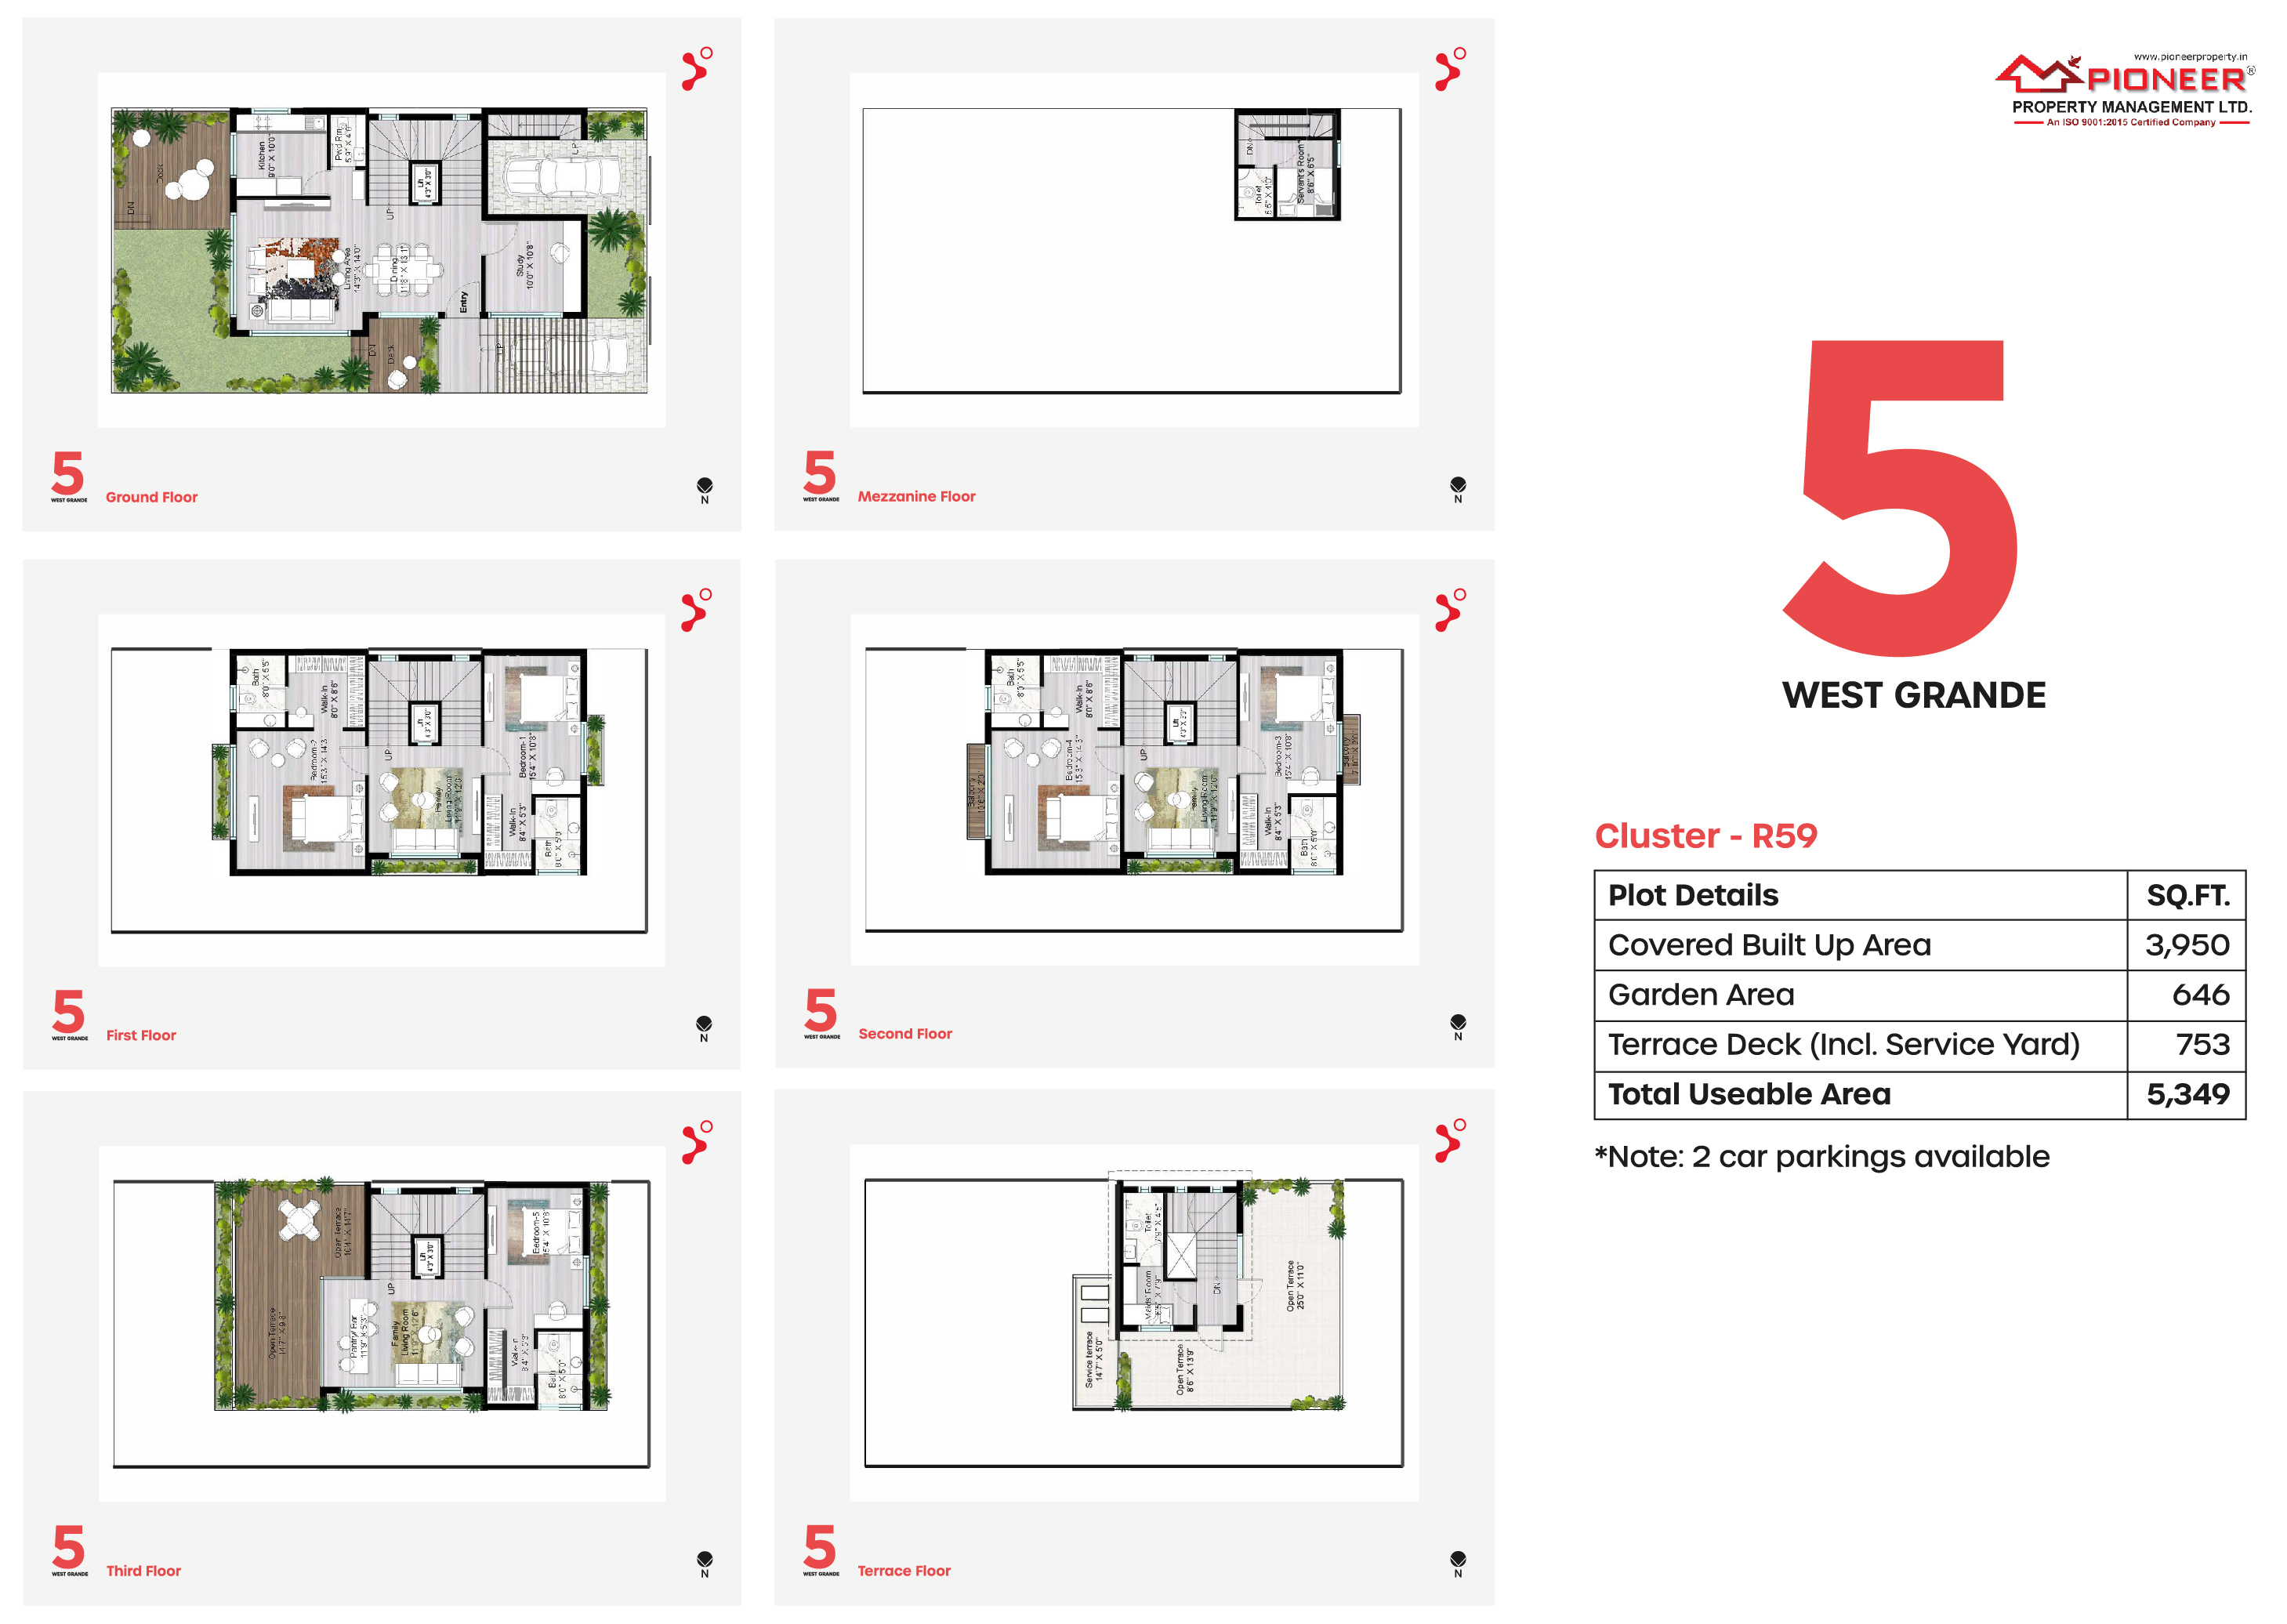 www.pioneerproperty.in
PIONEER®
PROPERTY MANAGEMENT LTD.
An ISO 9001:2015 Certified Company
Deck
DN
Kitchen
9'0" X 10'0"
Pwd Rm
5'9" X 4'6"
Lift
4'3" X 3'0"
UP
UP
Living Area
14'3" X 14'0"
Dining
11'8" X 13'1"
Study
10'0" X 10'8"
Entry
DN
Deck
UP
5
WEST GRANDE
Ground Floor
N
DN
Toilet
5'5" X 4'0"
Servant's Room
8'6" X 6'5"
5
WEST GRANDE
Mezzanine Floor
N
Bath
8'0" X 5'5"
Walk-In
8'0" X 8'6"
Lift
4'3" X 3'0"
UP
Bedroom-2
15'3" X 14'3"
Family
Living Room
11'9" X 12'0"
Bedroom-1
15'4" X 10'8"
Walk-In
8'4" X 5'3"
Bath
8'0" X 5'0"
5
WEST GRANDE
First Floor
N
Bath
8'0" X 5'5"
Walk-In
8'0" X 8'6"
Lift
4'3" X 3'0"
UP
Balcony
Bedroom-4
15'3" X 14'3"
Family
Living Room
11'9" X 12'0"
Bedroom-3
15'4" X 10'8"
Balcony
Walk-In
8'4" X 5'3"
Bath
8'0" X 5'0"
5
WEST GRANDE
Second Floor
N
Open Terrace
Open Terrace
14'7" X 9'8"
Lift
4'3" X 3'0"
UP
Pantry/Bar
11'9" X 5'3"
Family
Living Room
11'9" X 12'6"
Bedroom-5
15'4" X 10'8"
Walk-In
8'4" X 5'3"
Bath
8'0" X 5'0"
5
WEST GRANDE
Third Floor
N
Toilet
Maids' Room
DN
Open Terrace
25'0" X 11'0"
Service terrace
14'7" X 5'0"
Open Terrace
8'6" X 13'9"
5
WEST GRANDE
Terrace Floor
N
5
WEST GRANDE
Cluster - R59
Plot Details SQ.FT.
Covered Built Up Area 3,950
Garden Area 646
Terrace Deck (Incl. Service Yard) 753
Total Useable Area 5,349
*Note: 2 car parkings available